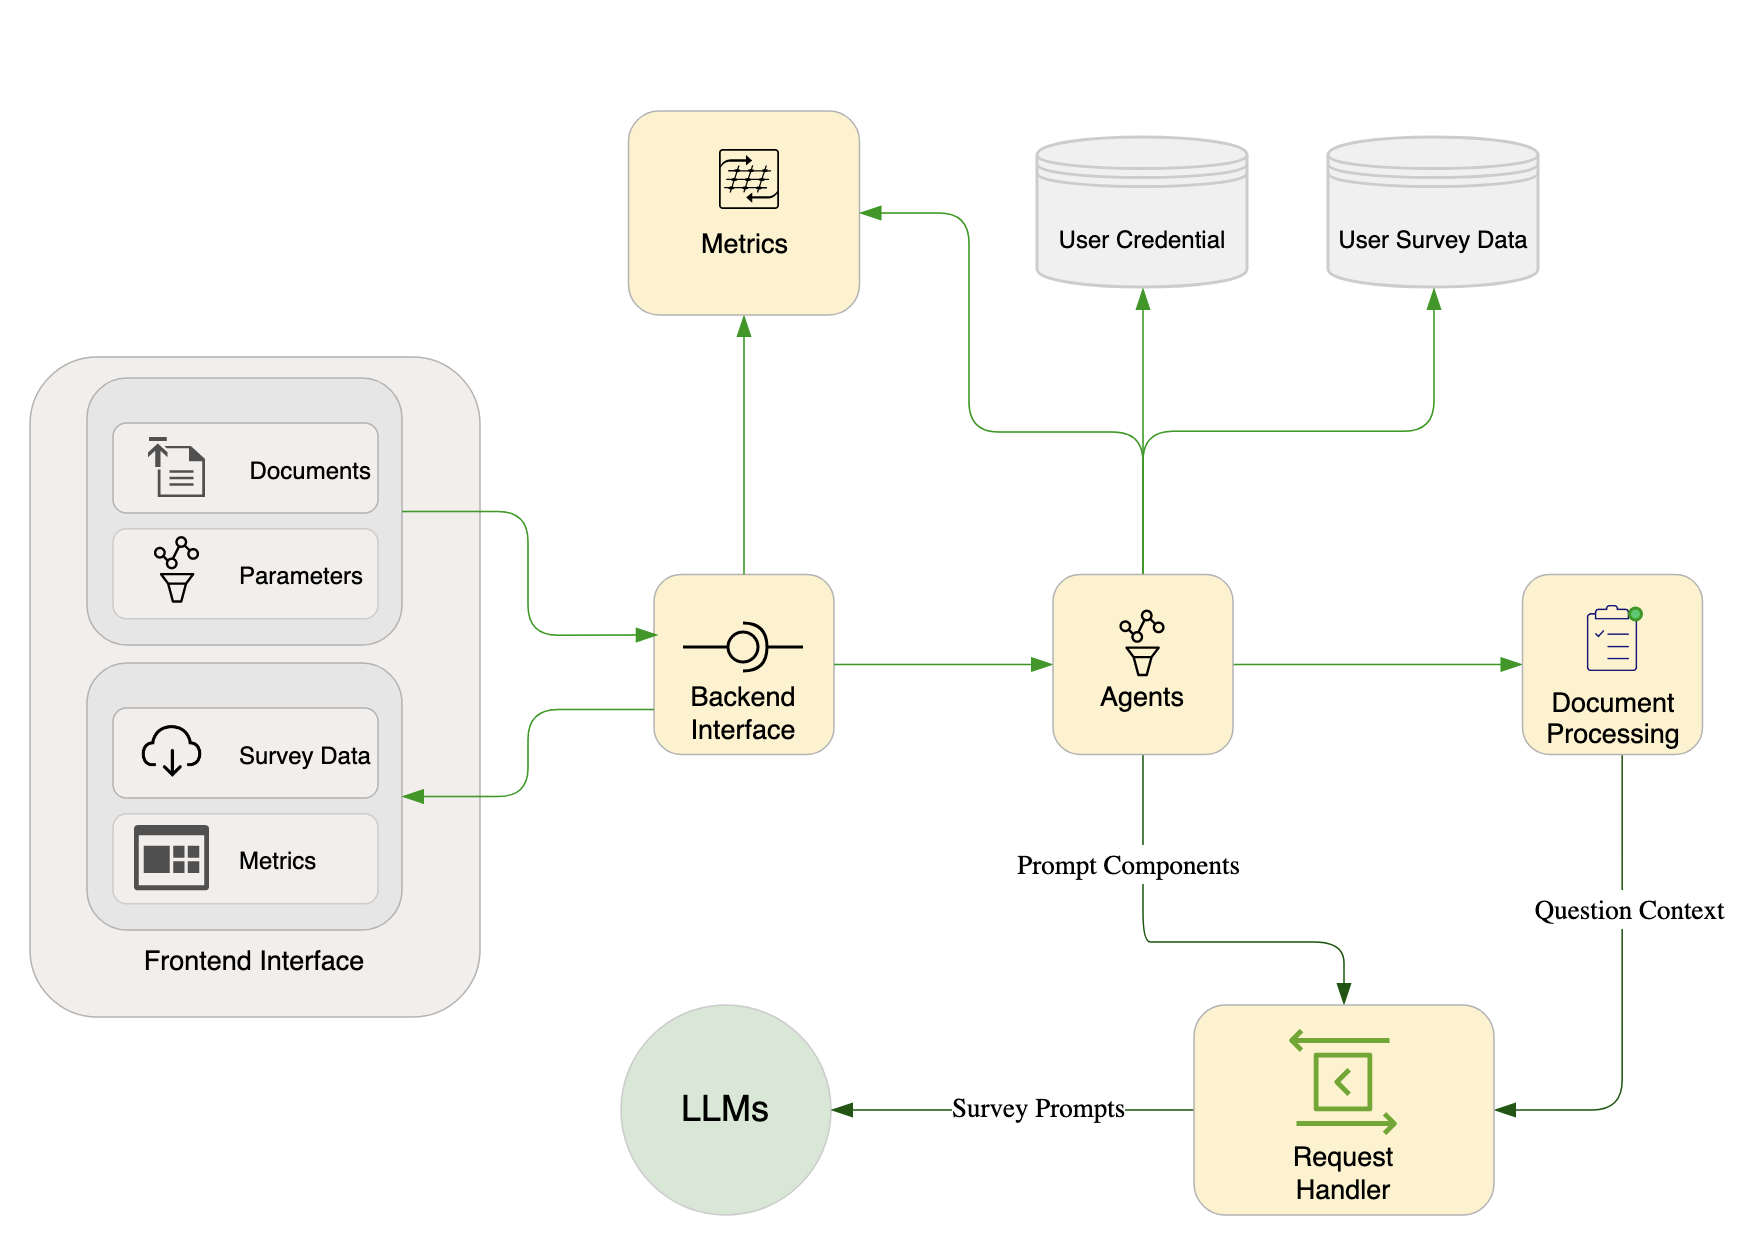 Metrics
User Credential
User Survey Data
Documents
Parameters
Survey Data
Metrics
Frontend Interface
Backend
Interface
Agents
Document
Processing
Prompt Components
Question Context
LLMs
Survey Prompts
Request
Handler